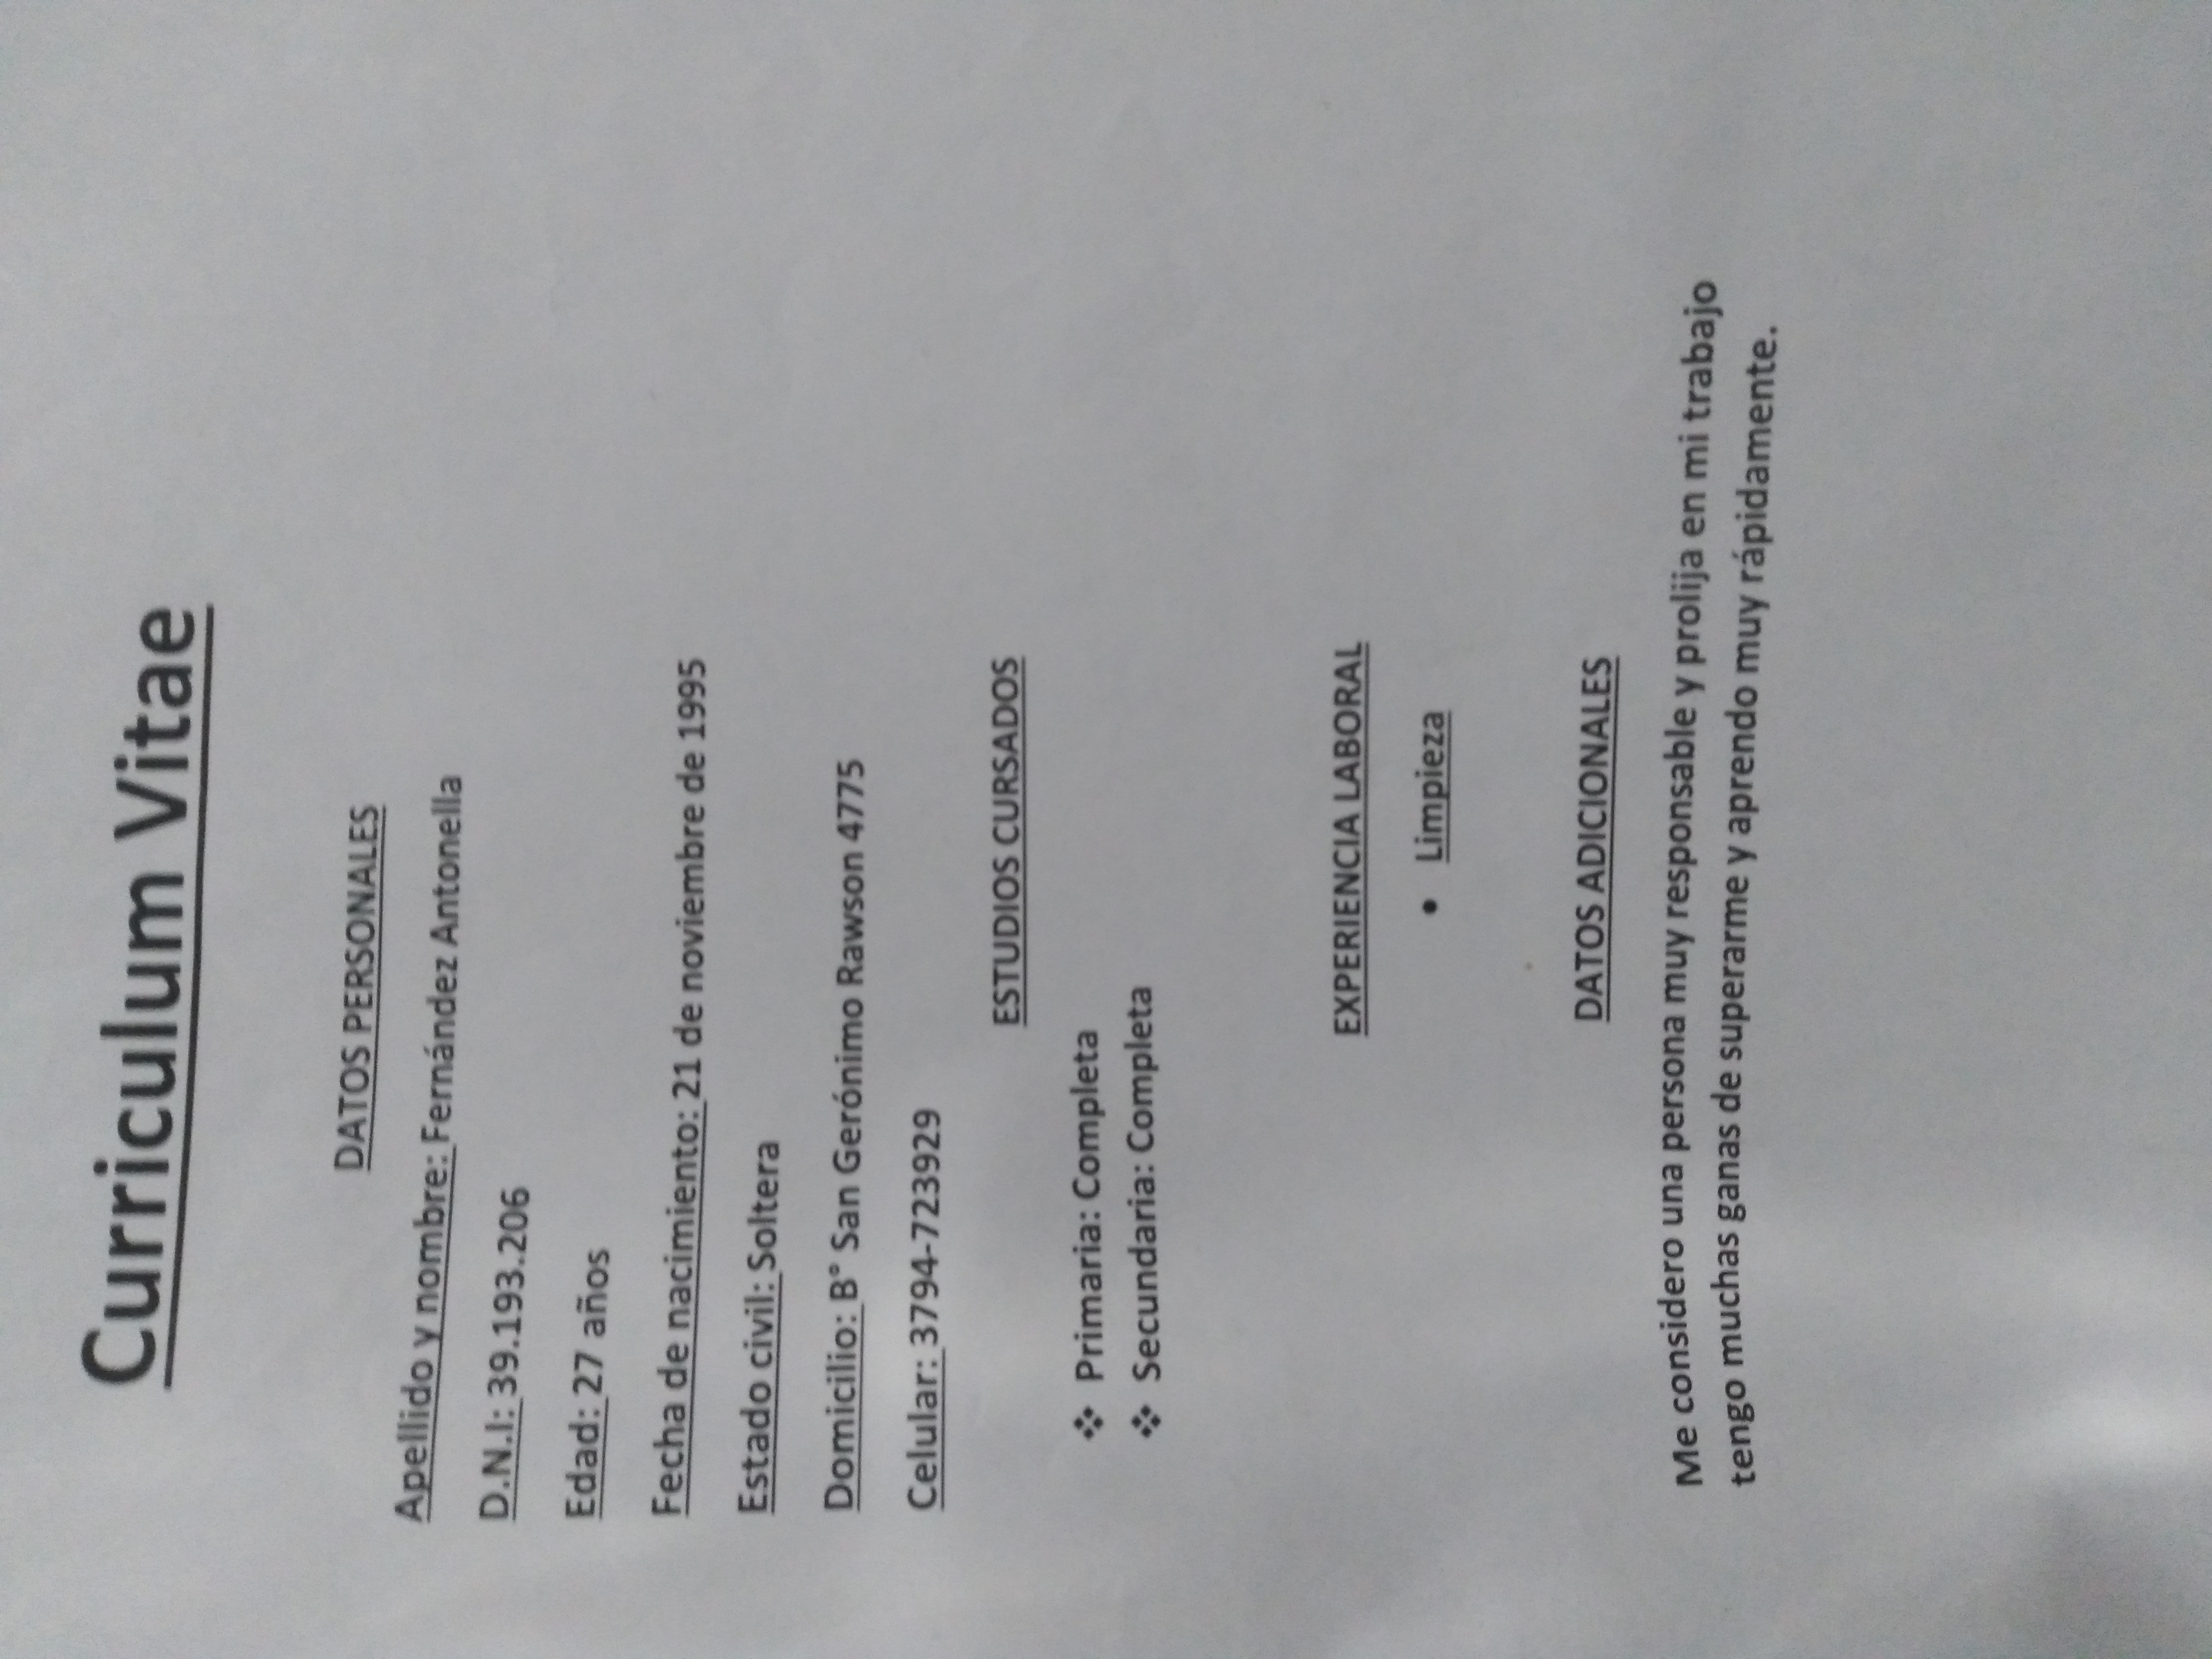 Curriculum Vitae
DATOS PERSONALES
Apellido y nombre: Fernández Antonella
D.N.I: 39.193.206
Edad: 27 años
Fecha de nacimiento: 21 de noviembre de 1995
Estado civil: Soltera
Domicilio: B° San Gerónimo Rawson 4775
Celular: 3794-723929
ESTUDIOS CURSADOS
❖ Primaria: Completa
❖ Secundaria: Completa
EXPERIENCIA LABORAL
• Limpieza
DATOS ADICIONALES
Me considero una persona muy responsable y prolija en mi trabajo
tengo muchas ganas de superarme y aprendo muy rápidamente.